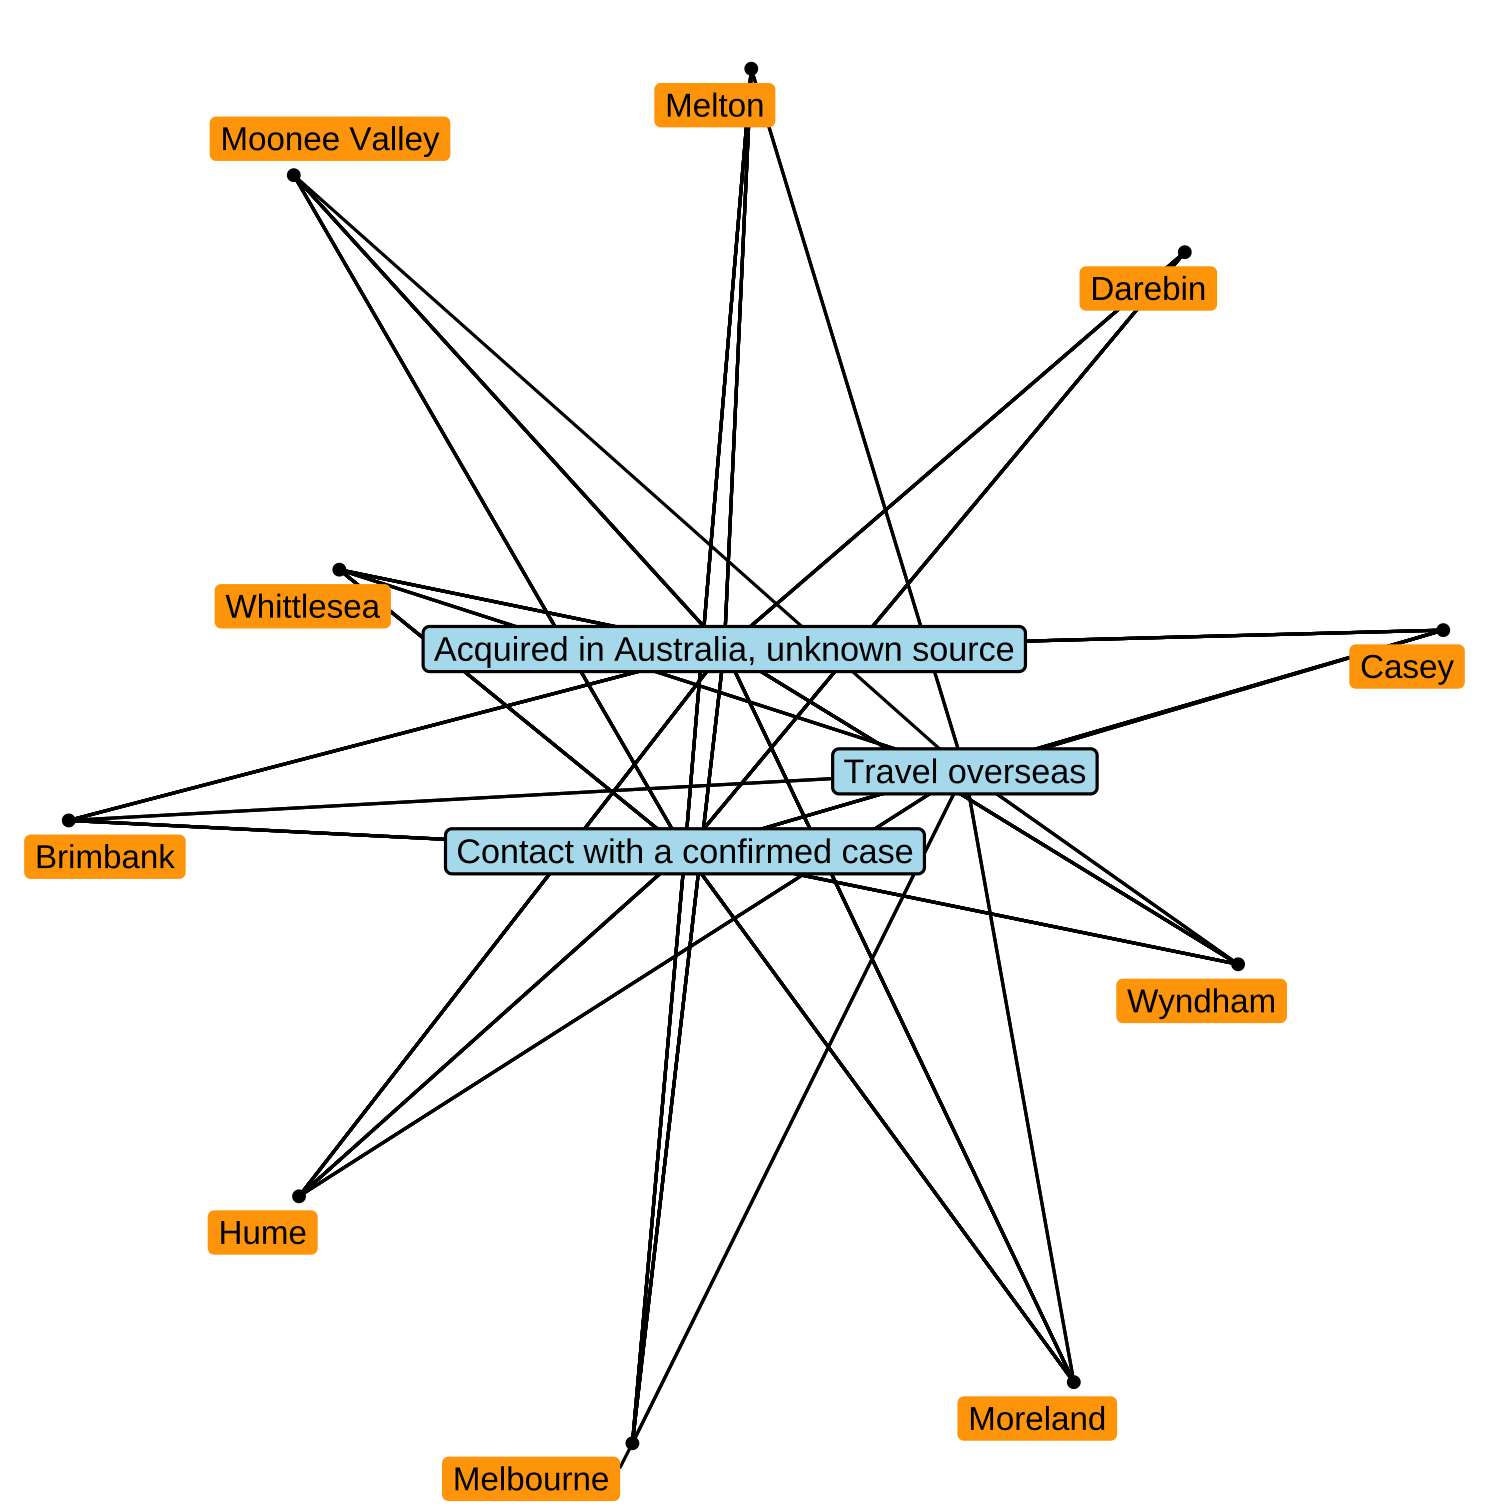 Melton
Moonee Valley
Darebin
Whittlesea
Acquired in Australia, unknown source
Casey
Travel overseas
Brimbank
Contact with a confirmed case
Wyndham
Hume
Moreland
Melbourne